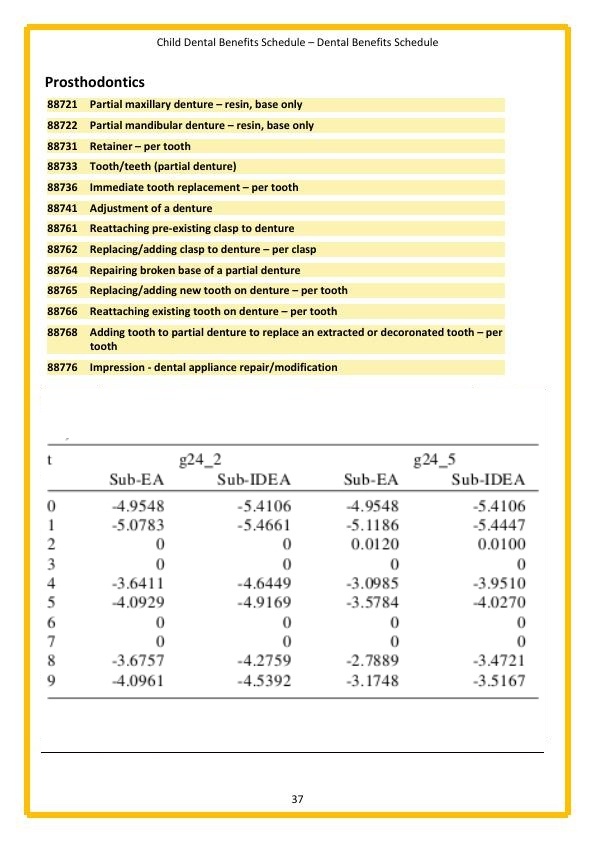 Child Dental Benefits Schedule – Dental Benefits Schedule
Prosthodontics
88721 Partial maxillary denture – resin, base only
88722 Partial mandibular denture – resin, base only
88731 Retainer – per tooth
88733 Tooth/teeth (partial denture)
88736 Immediate tooth replacement – per tooth
88741 Adjustment of a denture
88761 Reattaching pre-existing clasp to denture
88762 Replacing/adding clasp to denture – per clasp
88764 Repairing broken base of a partial denture
88765 Replacing/adding new tooth on denture – per tooth
88766 Reattaching existing tooth on denture – per tooth
88768 Adding tooth to partial denture to replace an extracted or decoronated tooth – per
tooth
88776 Impression - dental appliance repair/modification
t g24_2 g24_5
Sub-EA Sub-IDEA Sub-EA Sub-IDEA
0 -4.9548 -5.4106 -4.9548 -5.4106
1 -5.0783 -5.4661 -5.1186 -5.4447
2 0 0 0.0120 0.0100
3 0 0 0 0
4 -3.6411 -4.6449 -3.0985 -3.9510
5 -4.0929 -4.9169 -3.5784 -4.0270
6 0 0 0 0
7 0 0 0 0
8 -3.6757 -4.2759 -2.7889 -3.4721
9 -4.0961 -4.5392 -3.1748 -3.5167
37